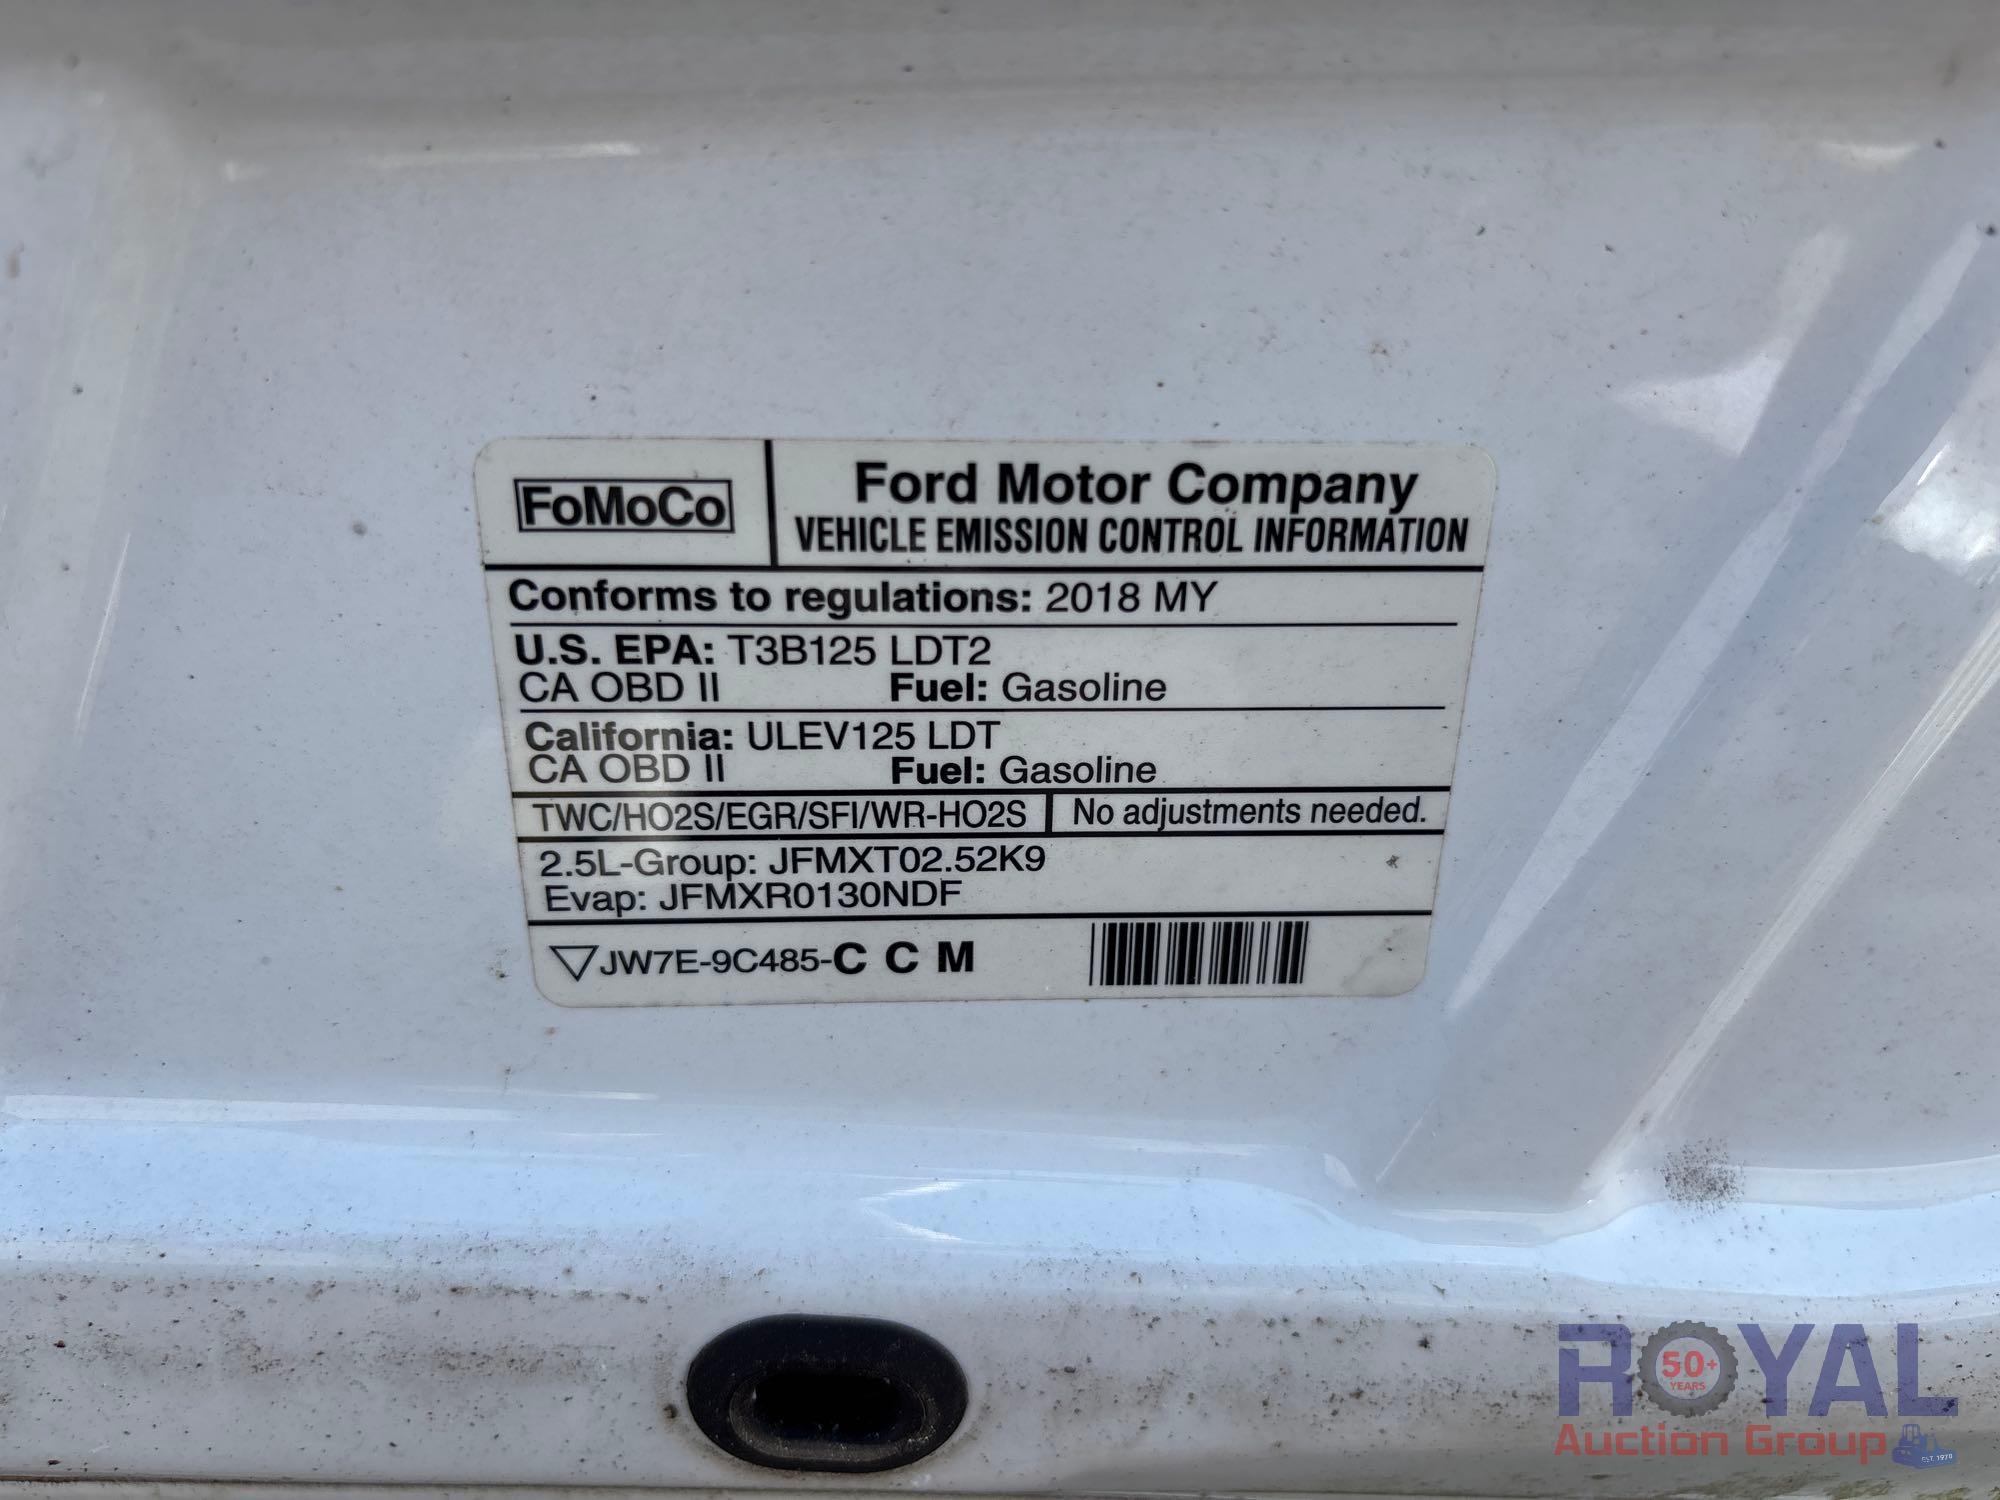 FoMoCo
Ford Motor Company
VEHICLE EMISSION CONTROL INFORMATION
Conforms to regulations: 2018 MY
U.S. EPA: T3B125 LDT2
CA OBD II Fuel: Gasoline
California: ULEV125 LDT
CA OBD II Fuel: Gasoline
TWC/HO2S/EGR/SFI/WR-HO2S No adjustments needed.
2.5L-Group: JFMXT02.52K9
Evap: JFMXR0130NDF
JW7E-9C485-C C M
ROYAL
50+
YEARS
Auction Group
EST. 1970